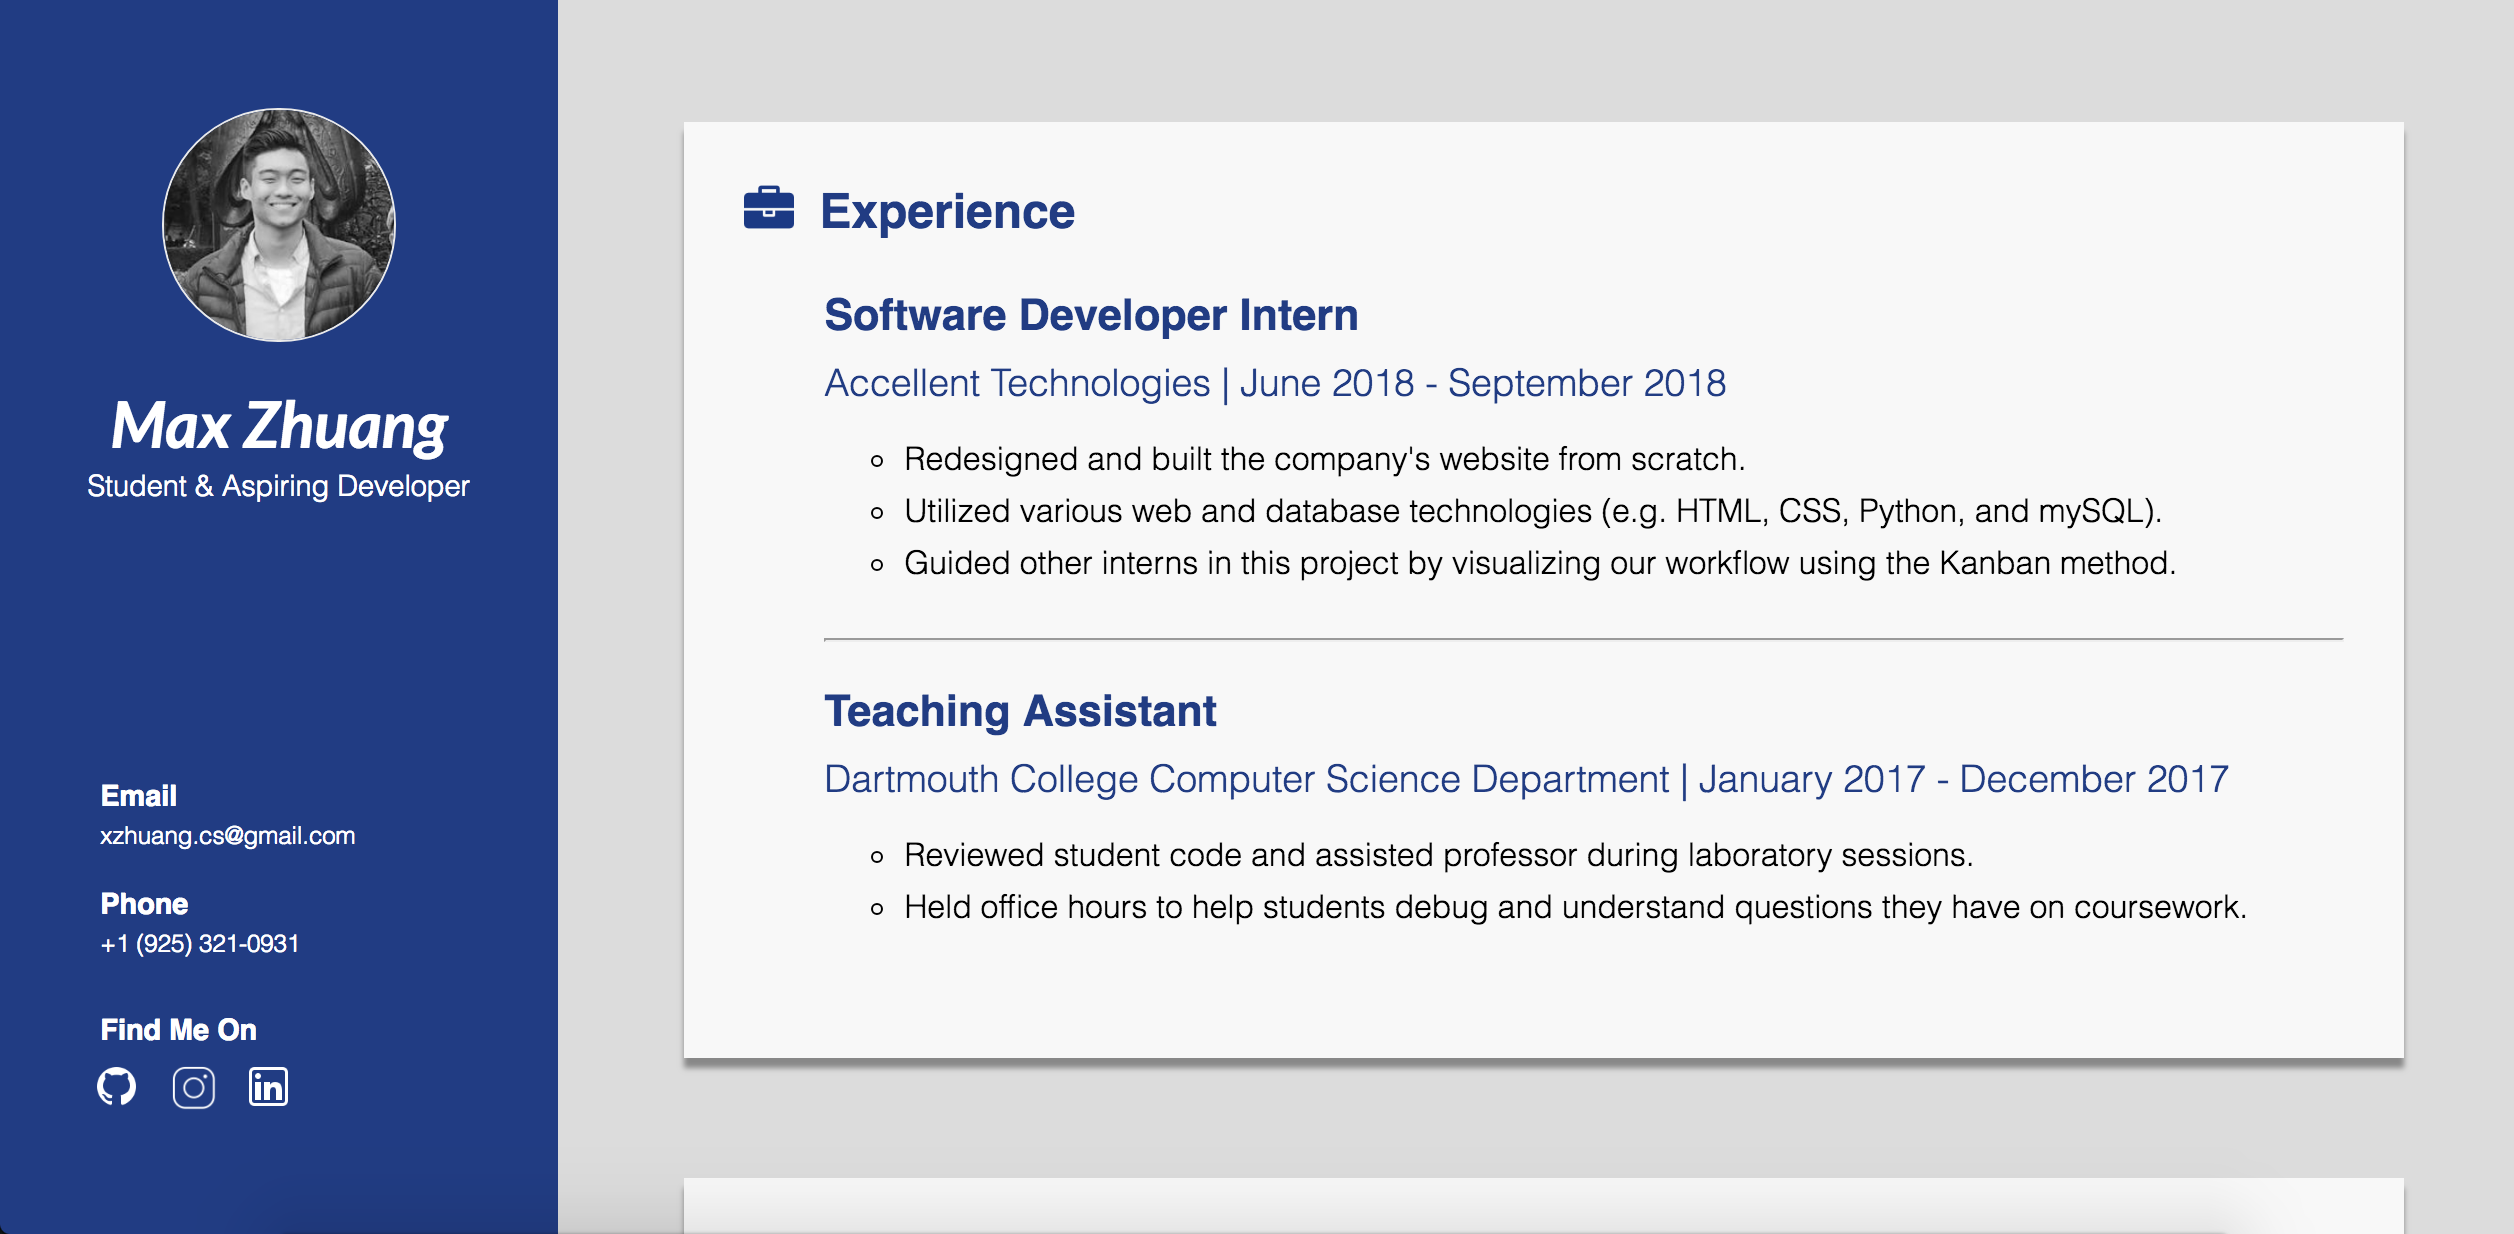 Max Zhuang
Student & Aspiring Developer
Email
xzhuang.cs@gmail.com
Phone
+1 (925) 321-0931
Find Me On
in
Experience
Software Developer Intern
Accellent Technologies | June 2018 - September 2018
Redesigned and built the company's website from scratch.
Utilized various web and database technologies (e.g. HTML, CSS, Python, and mySQL).
Guided other interns in this project by visualizing our workflow using the Kanban method.
Teaching Assistant
Dartmouth College Computer Science Department | January 2017 - December 2017
Reviewed student code and assisted professor during laboratory sessions.
Held office hours to help students debug and understand questions they have on coursework.